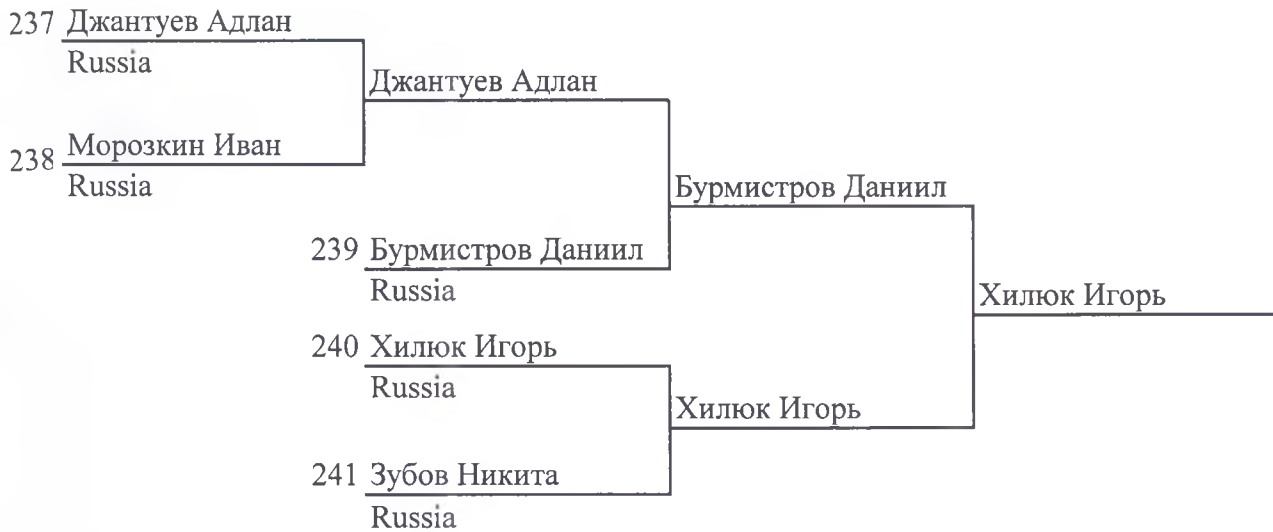 237 Джантуев Адлан
Russia
Джантуев Адлан
238 Морозкин Иван
Russia
Бурмистров Даниил
239 Бурмистров Даниил
Russia
Хилюк Игорь
240 Хилюк Игорь
Russia
Хилюк Игорь
241 Зубов Никита
Russia